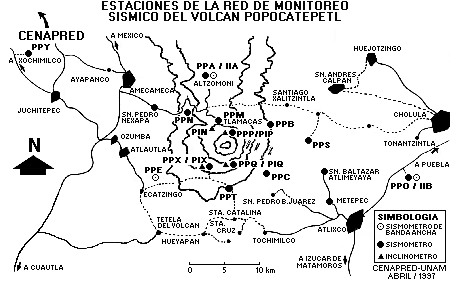 ESTACIONES DE LA RED DE MONITOREO
SISMICO DEL VOLCAN POPOCATEPETL
CENAPRED
PPY
A XOCHIMILCO
A MEXICO
AYAPANCO
JUCHITEPEC
AMECAMECA
SN. PEDRO
NEXAPA
OZUMBA
ATLAUTLA
PPA / IIA
ALTZOMONI
PPN
PPM
TLAMACAS
PIN
PPP/PIP
PPB
SANTIAGO
XALITZINTLA
SN. ANDRES
CALPAN
HUEJOTZINGO
CHOLULA
TONANTZINTLA
A PUEBLA
PPS
N
PPX / PIX
PPQ / PIQ
PPE
PPC
PPT
ECATZINGO
SN. BALTAZAR
ATLIMEYAYA
PPO / IIB
SN. PEDRO B. JUAREZ
METEPEC
ATLIXCO
TETELA
DEL VOLCAN
STA. CATALINA
STA.
CRUZ
HUEYAPAN
TOCHIMILCO
A CUAUTLA
0 5 10 km
A IZUCAR DE
MATAMOROS
SIMBOLOGIA
SISMOMETRO DE
BANDA ANCHA
SISMOMETRO
INCLINOMETRO
CENAPRED-UNAM
ABRIL / 1997